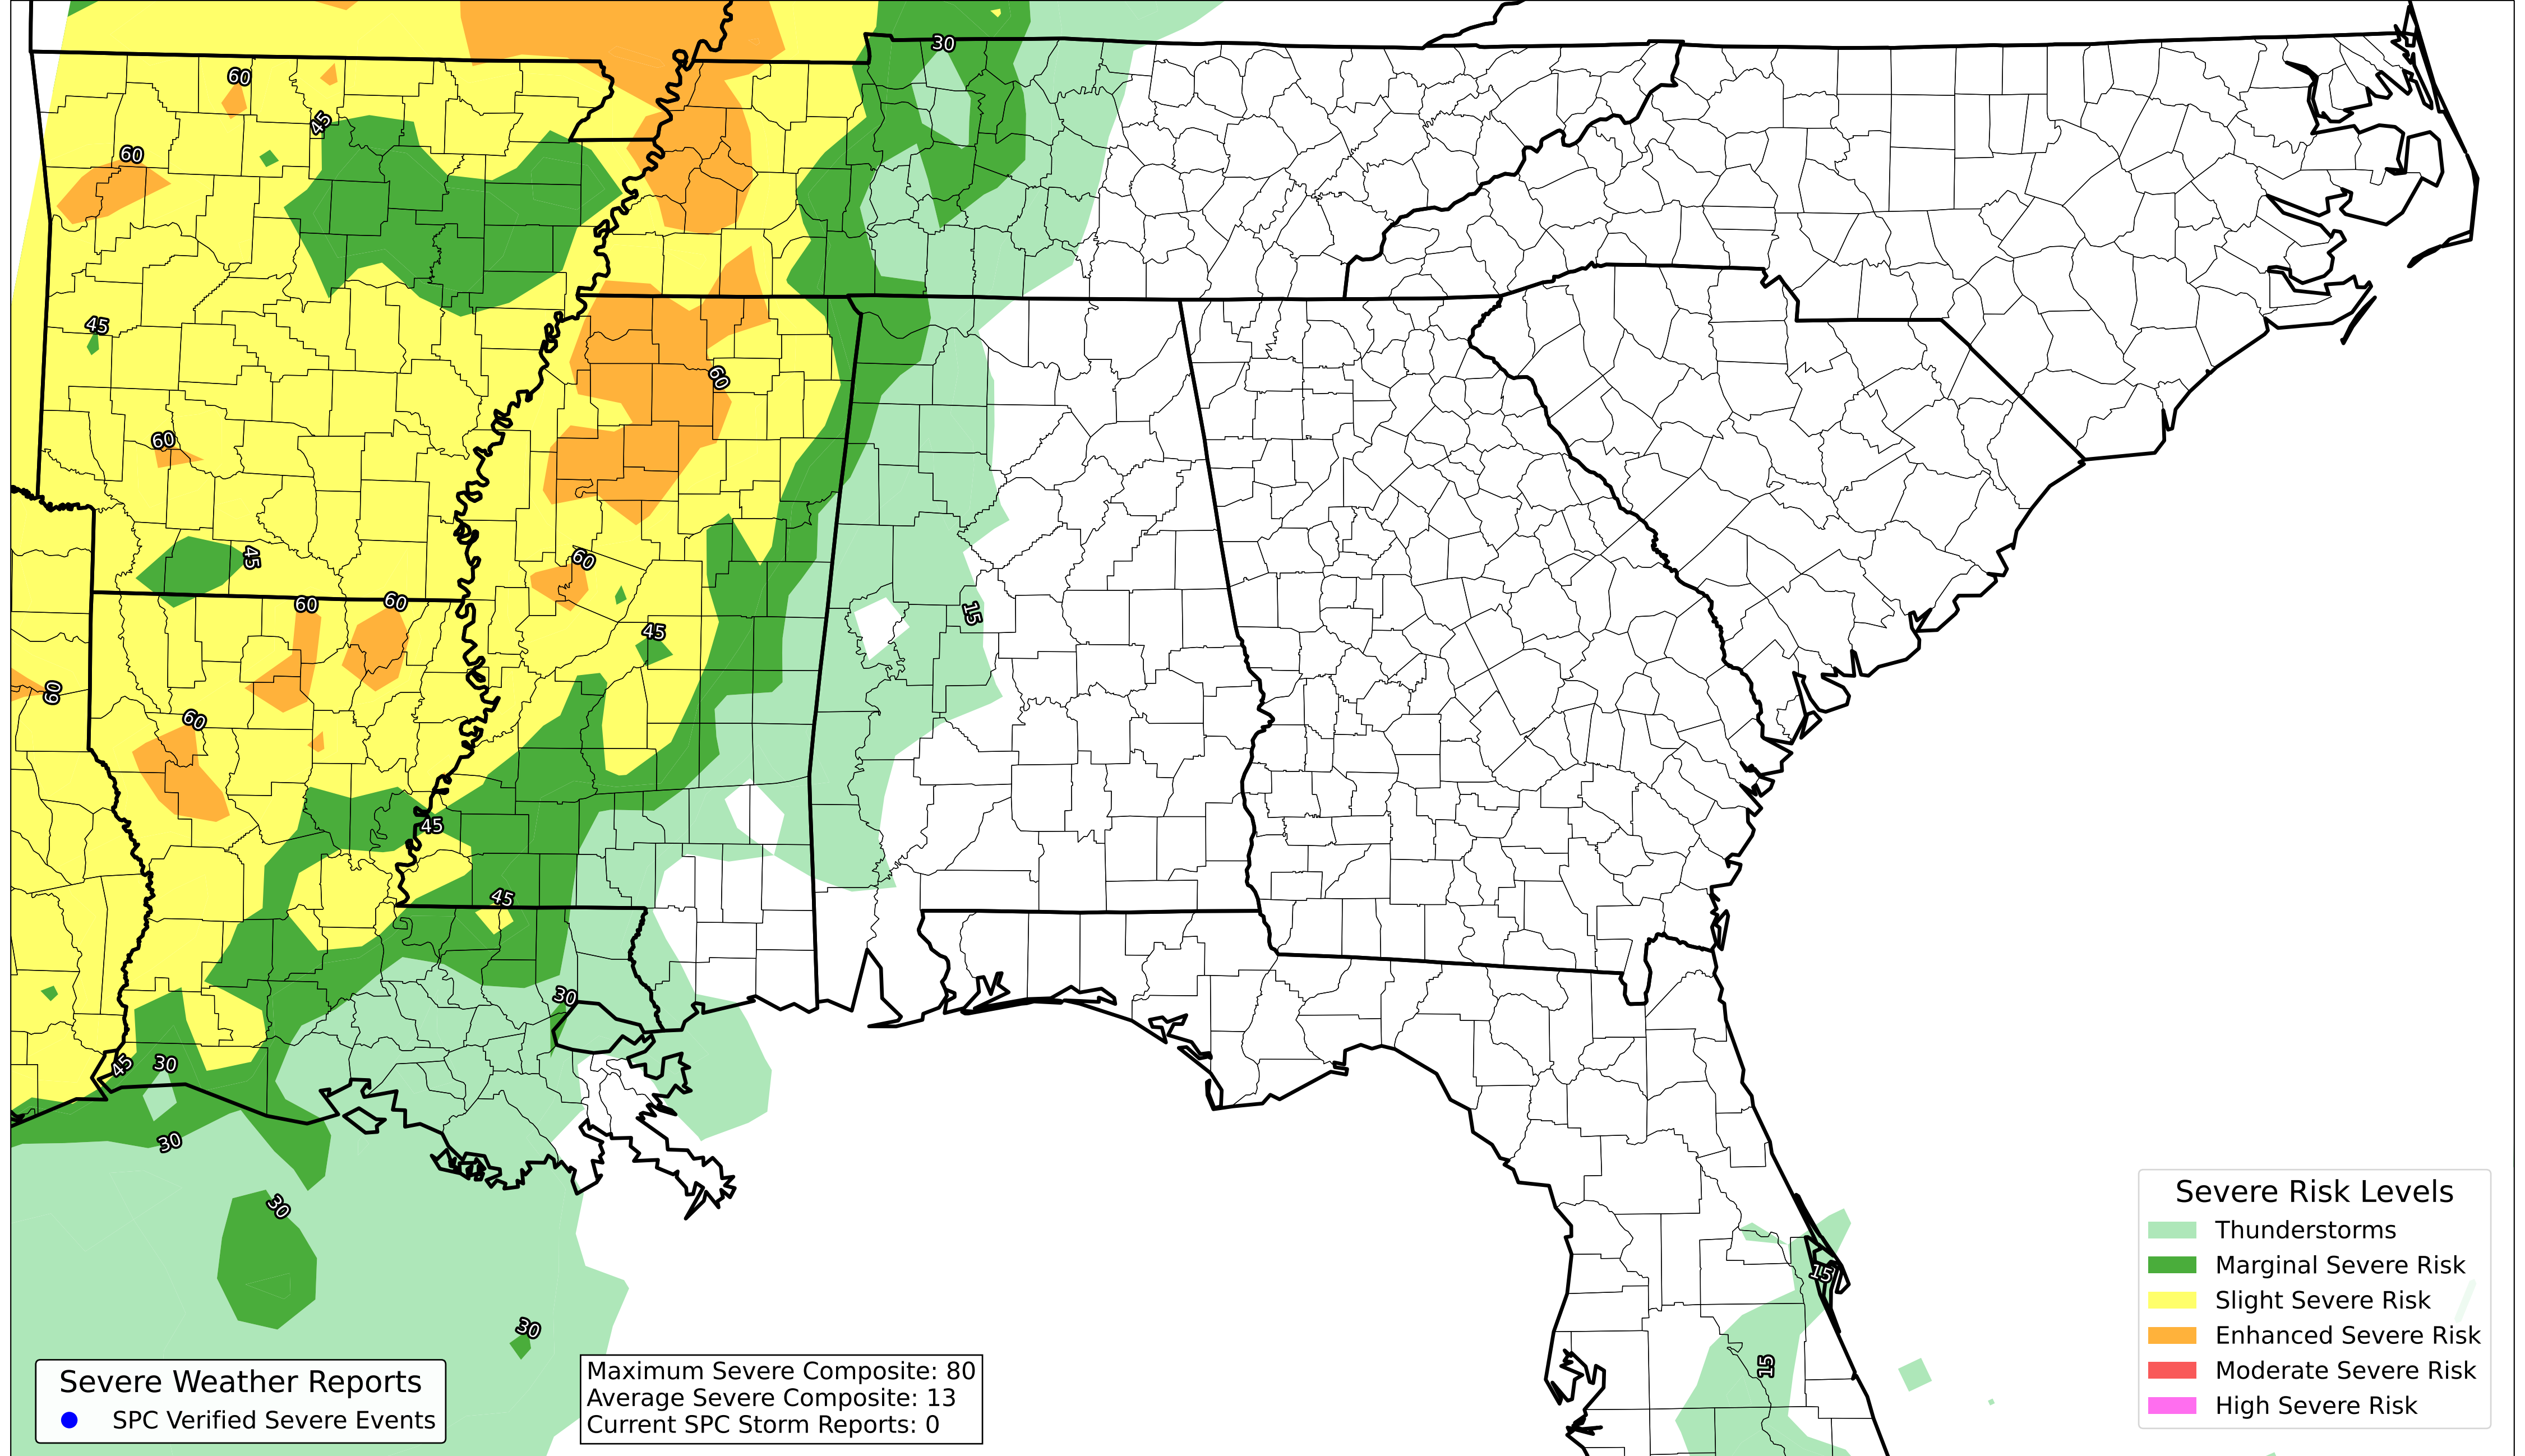 30
60
45
60
45
60
60
60
45
60
60
15
45
60
60
45
45
30
45
30
30
30
30
15
15
Severe Weather Reports
SPC Verified Severe Events
Maximum Severe Composite: 80
Average Severe Composite: 13
Current SPC Storm Reports: 0
Severe Risk Levels
Thunderstorms
Marginal Severe Risk
Slight Severe Risk
Enhanced Severe Risk
Moderate Severe Risk
High Severe Risk